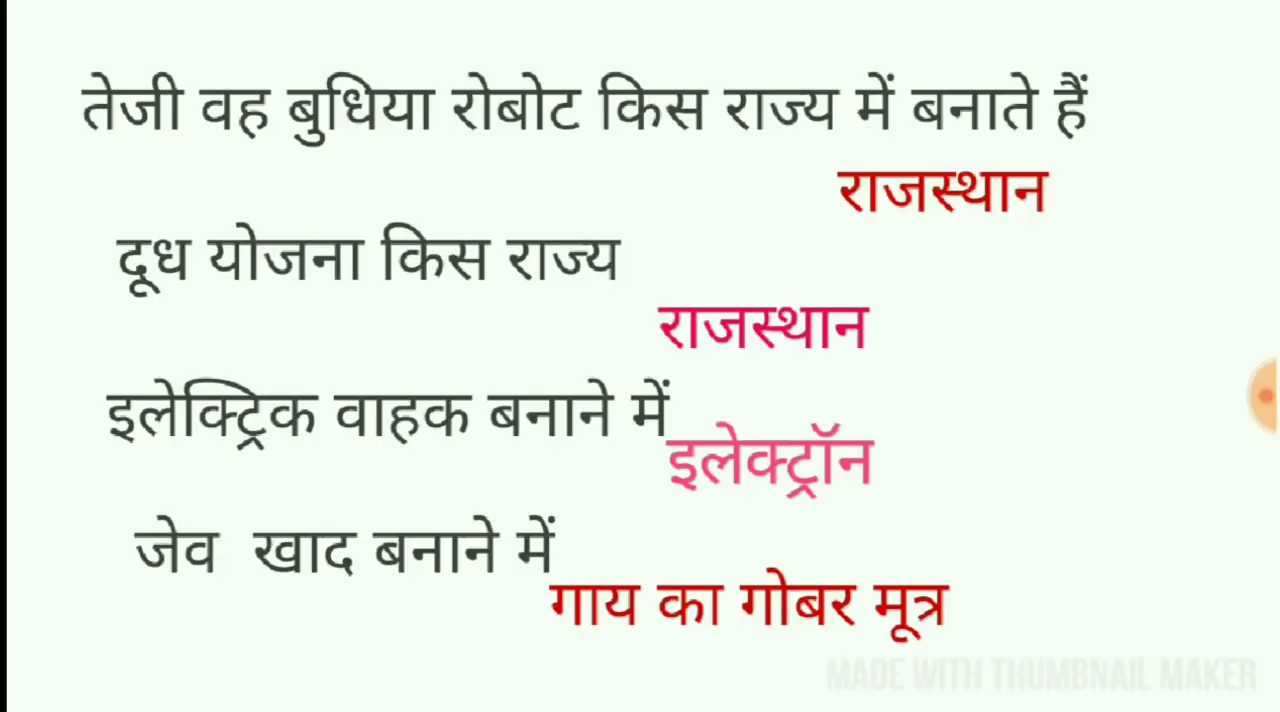 तेजी वह बुधिया रोबोट किस राज्य में बनाते हैं
राजस्थान
दूध योजना किस राज्य
राजस्थान
इलेक्ट्रिक वाहक बनाने में
इलेक्ट्रॉन
जेव खाद बनाने में
गाय का गोबर मूत्र
MADE WITH THUMBNAIL MAKER